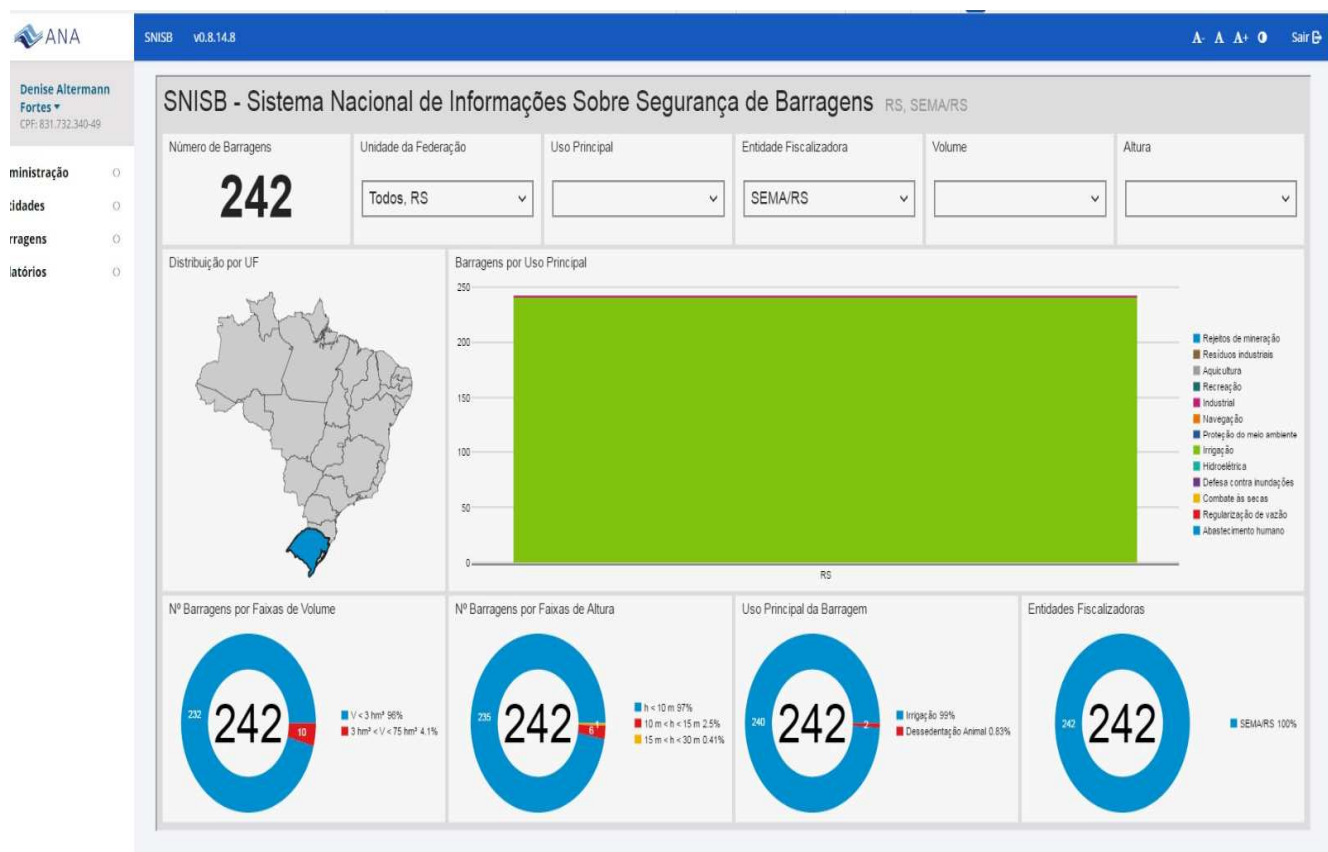 ANA
SNISB v0.8.14.8
A- A A+ Sair
Denise Altermann
Fortes
CPF: 831.732.340-49
ministração
idades
rragens
latórios
SNISB - Sistema Nacional de Informações Sobre Segurança de Barragens RS, SEMA/RS
Número de Barragens
242
Unidade da Federação
Todos, RS
Uso Principal
Entidade Fiscalizadora
SEMA/RS
Volume
Altura
Distribuição por UF
Barragens por Uso Principal
250
200
150
100
50
0
RS
Rejeitos de mineração
Resíduos industriais
Aquicultura
Recreação
Industrial
Navegação
Proteção do meio ambiente
Irrigação
Hidroelétrica
Defesa contra inundações
Combate às secas
Regularização de vazão
Abastecimento humano
Nº Barragens por Faixas de Volume
232
242
10
V < 3 hm³ 96%
3 hm³ < V < 75 hm³ 4.1%
Nº Barragens por Faixas de Altura
235
242
1
6
h < 10 m 97%
10 m < h < 15 m 2.5%
15 m < h < 30 m 0.41%
Uso Principal da Barragem
240
242
2
Irrigação 99%
Dessedentação Animal 0.83%
Entidades Fiscalizadoras
242
242
SEMA/RS 100%